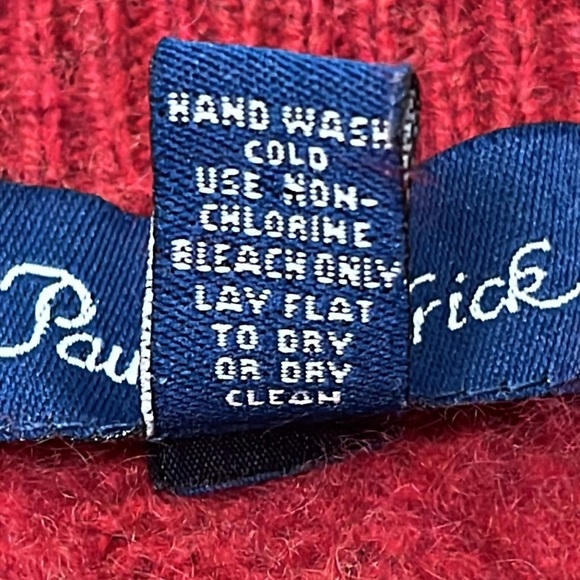 HAND WASH
COLD
USE NON-
CHLORINE
BLEACH ONLY
LAY FLAT
TO DRY
OR DRY
CLEAN
Pau
rick